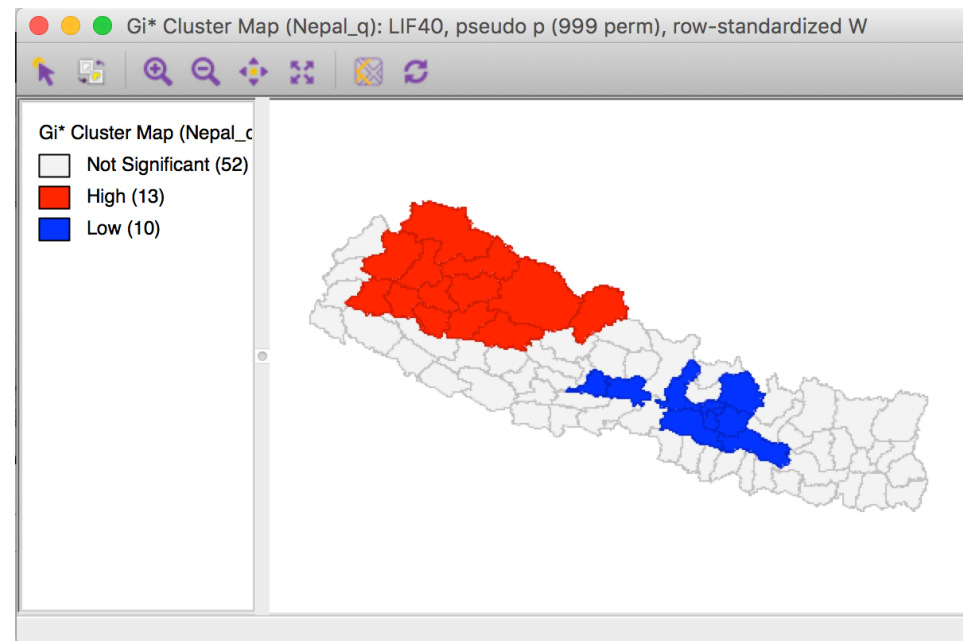 Gi* Cluster Map (Nepal_q): LIF40, pseudo p (999 perm), row-standardized W
Gi* Cluster Map (Nepal_q
Not Significant (52)
High (13)
Low (10)